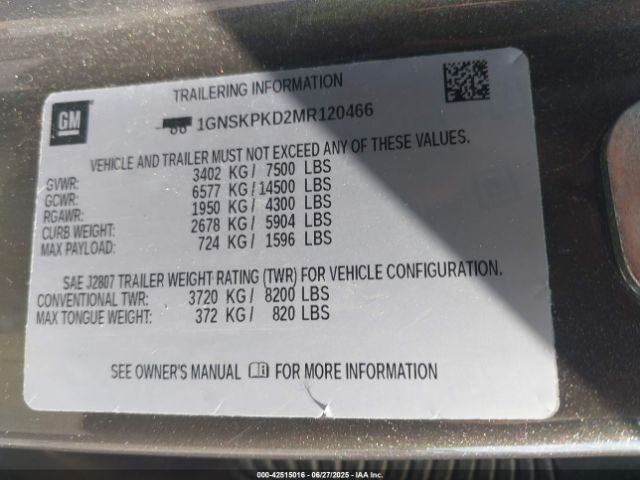 GM
TRAILERING INFORMATION
1GNSKPKD2MR120466
VEHICLE AND TRAILER MUST NOT EXCEED ANY OF THESE VALUES.
GVWR: 3402 KG/ 7500 LBS
GCWR: 6577 KG/14500 LBS
RGAWR: 1950 KG/ 4300 LBS
CURB WEIGHT: 2678 KG/ 5904 LBS
MAX PAYLOAD: 724 KG/ 1596 LBS
SAE J2807 TRAILER WEIGHT RATING (TWR) FOR VEHICLE CONFIGURATION.
CONVENTIONAL TWR: 3720 KG/ 8200 LBS
MAX TONGUE WEIGHT: 372 KG/ 820 LBS
SEE OWNER'S MANUAL FOR MORE INFORMATION
000-42515016 - 06/27/2025 - IAA Inc.